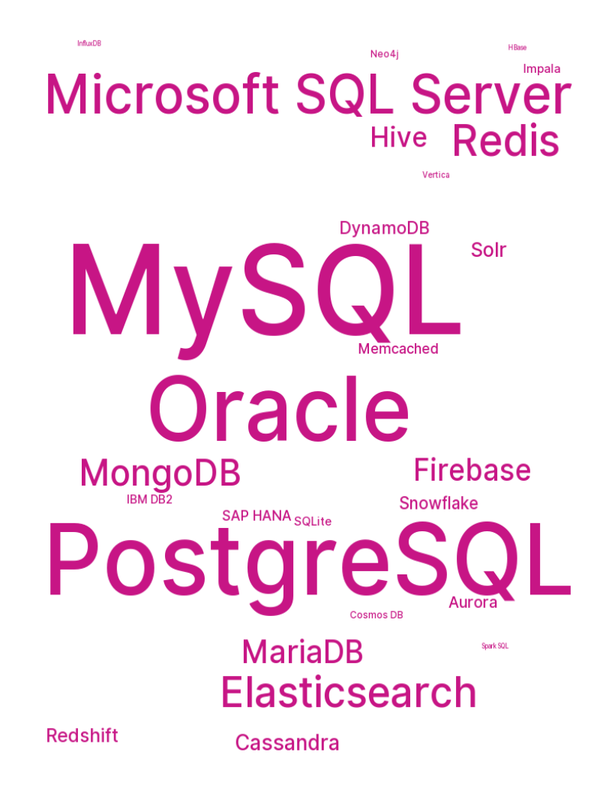 InfluxDB
HBase
Neo4j
Impala
Microsoft SQL Server
Hive
Redis
Vertica
DynamoDB
Solr
MySQL
Memcached
Oracle
MongoDB
Firebase
IBM DB2
Snowflake
SAP HANA
SQLite
PostgreSQL
Aurora
Cosmos DB
MariaDB
Spark SQL
Elasticsearch
Redshift
Cassandra